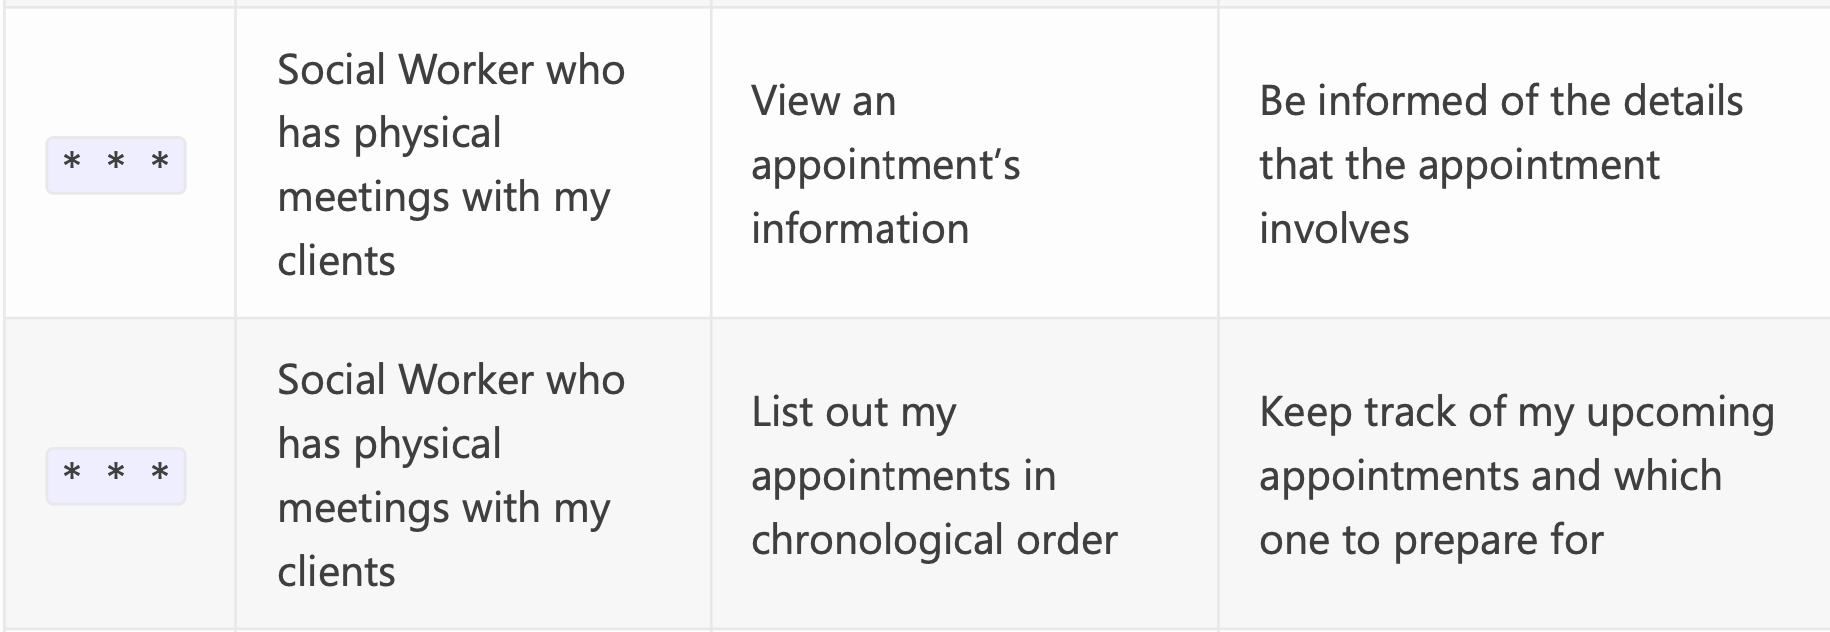 * * *
Social Worker who
has physical
meetings with my
clients
View an
appointment’s
information
Be informed of the details
that the appointment
involves
* * *
Social Worker who
has physical
meetings with my
clients
List out my
appointments in
chronological order
Keep track of my upcoming
appointments and which
one to prepare for